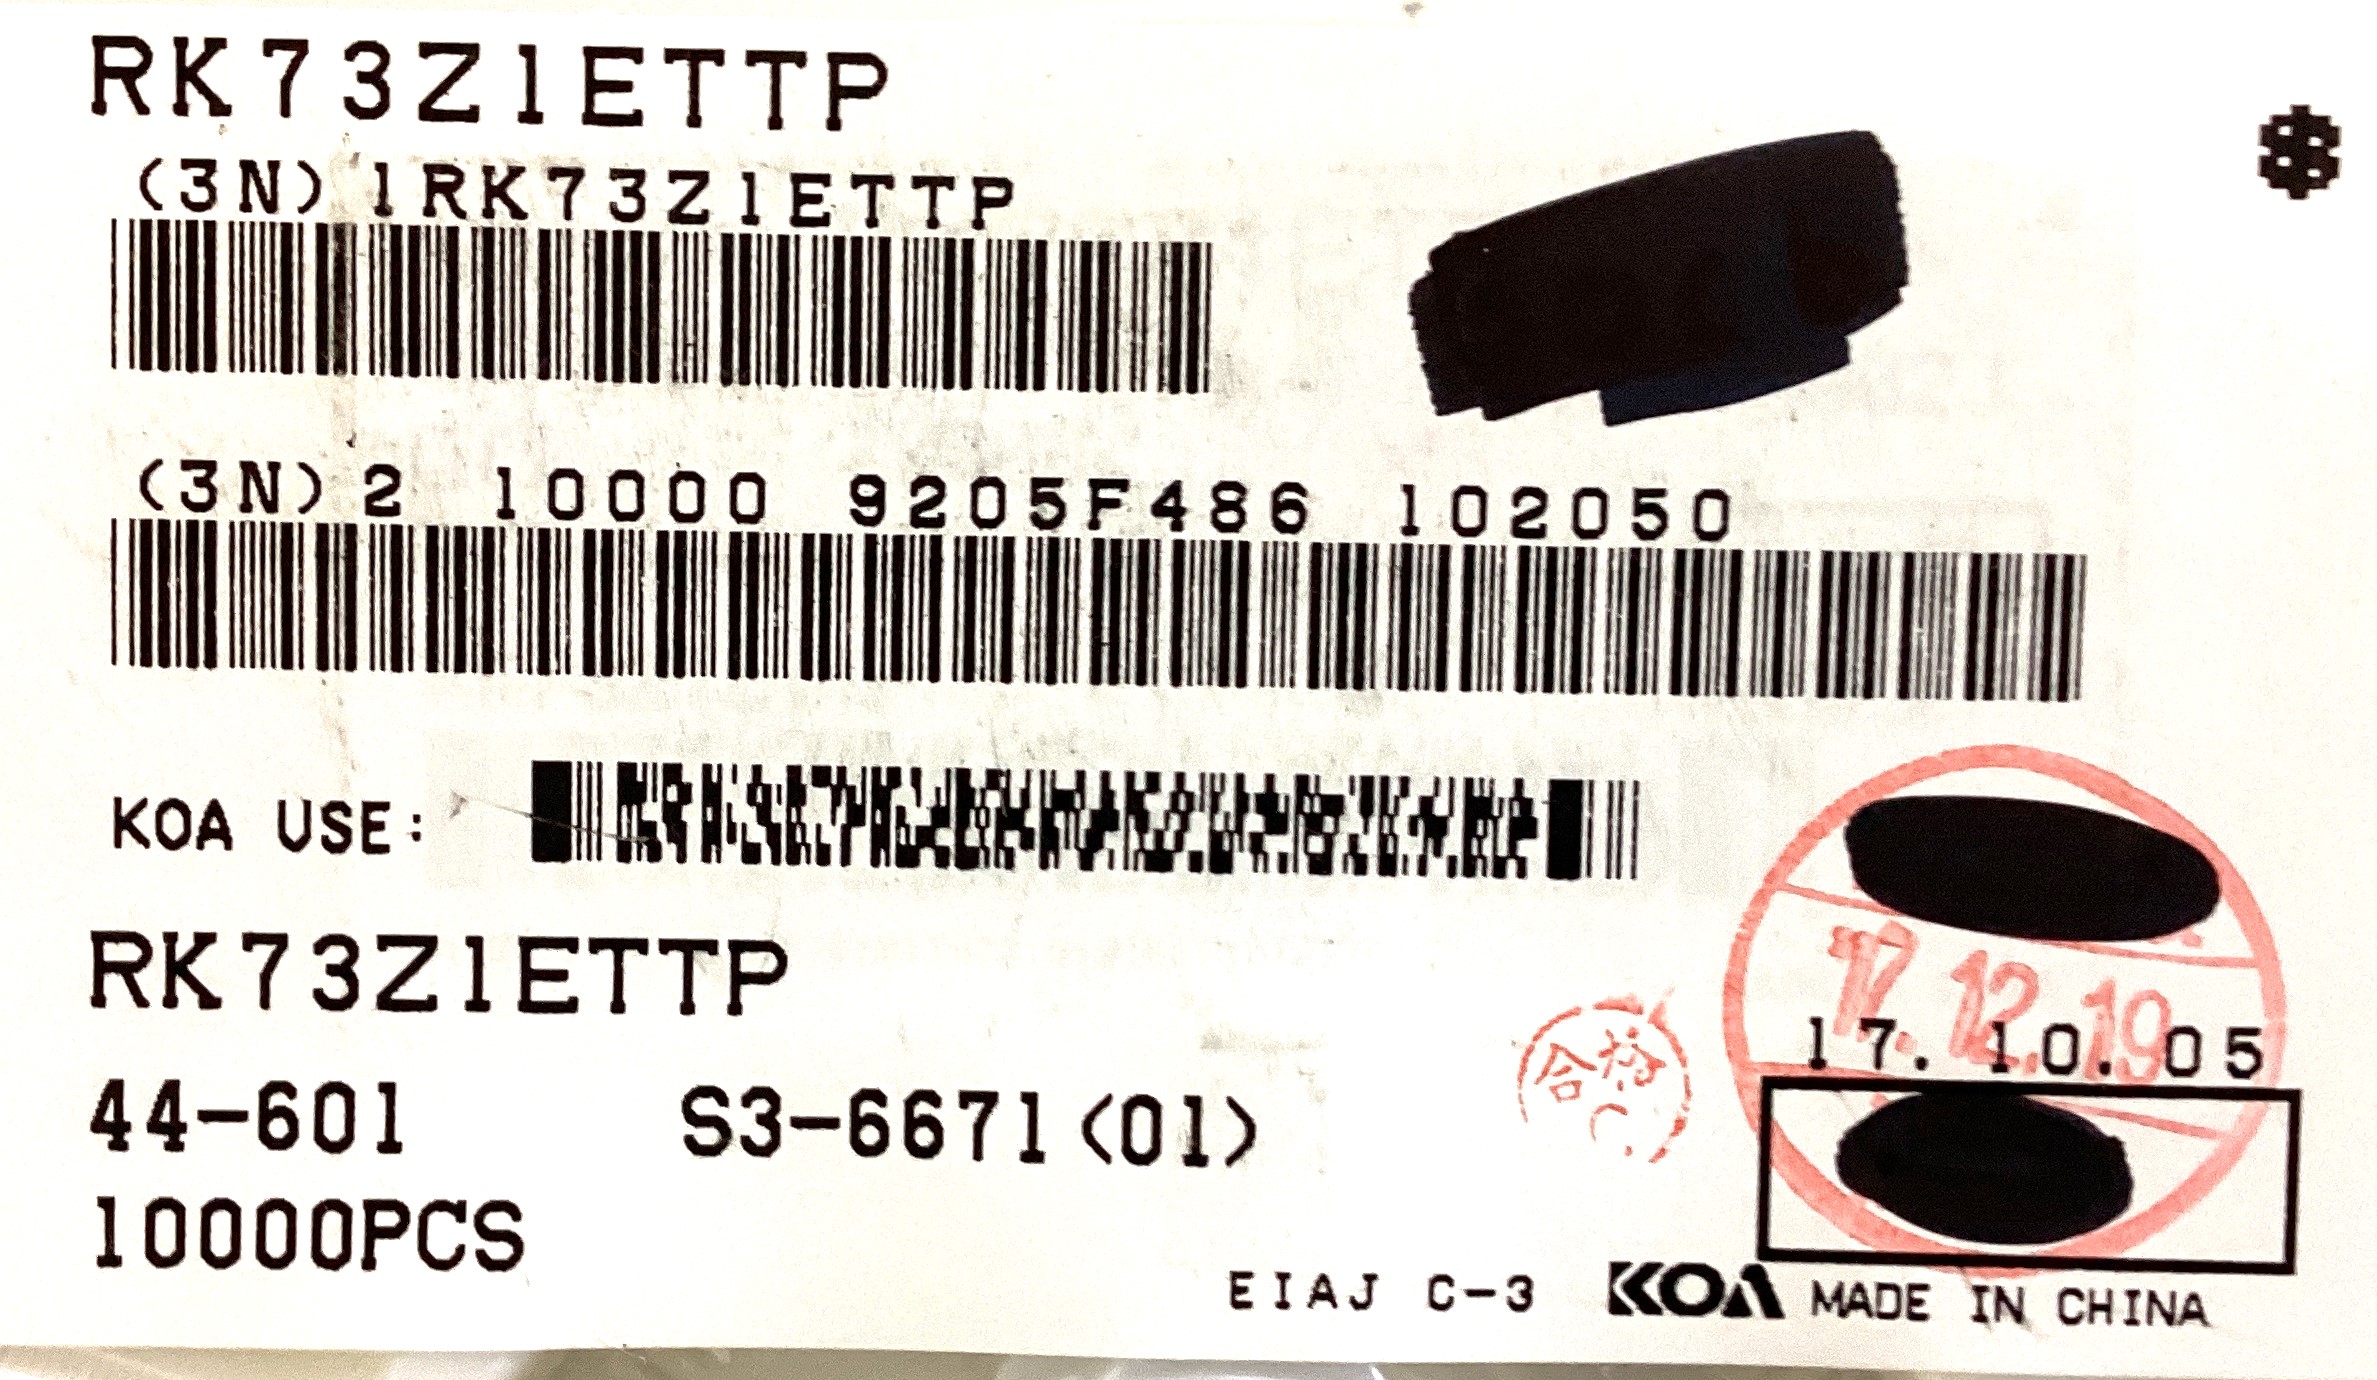 RK73Z1ETTP
(3N)1RK73Z1ETTP
(3N)2 10000 9205F486 102050
KOA USE:
RK73Z1ETTP
17.12.19
17. 10. 05
合格
44-601 S3-6671(01)
10000PCS
EIAJ C-3 KOA MADE IN CHINA